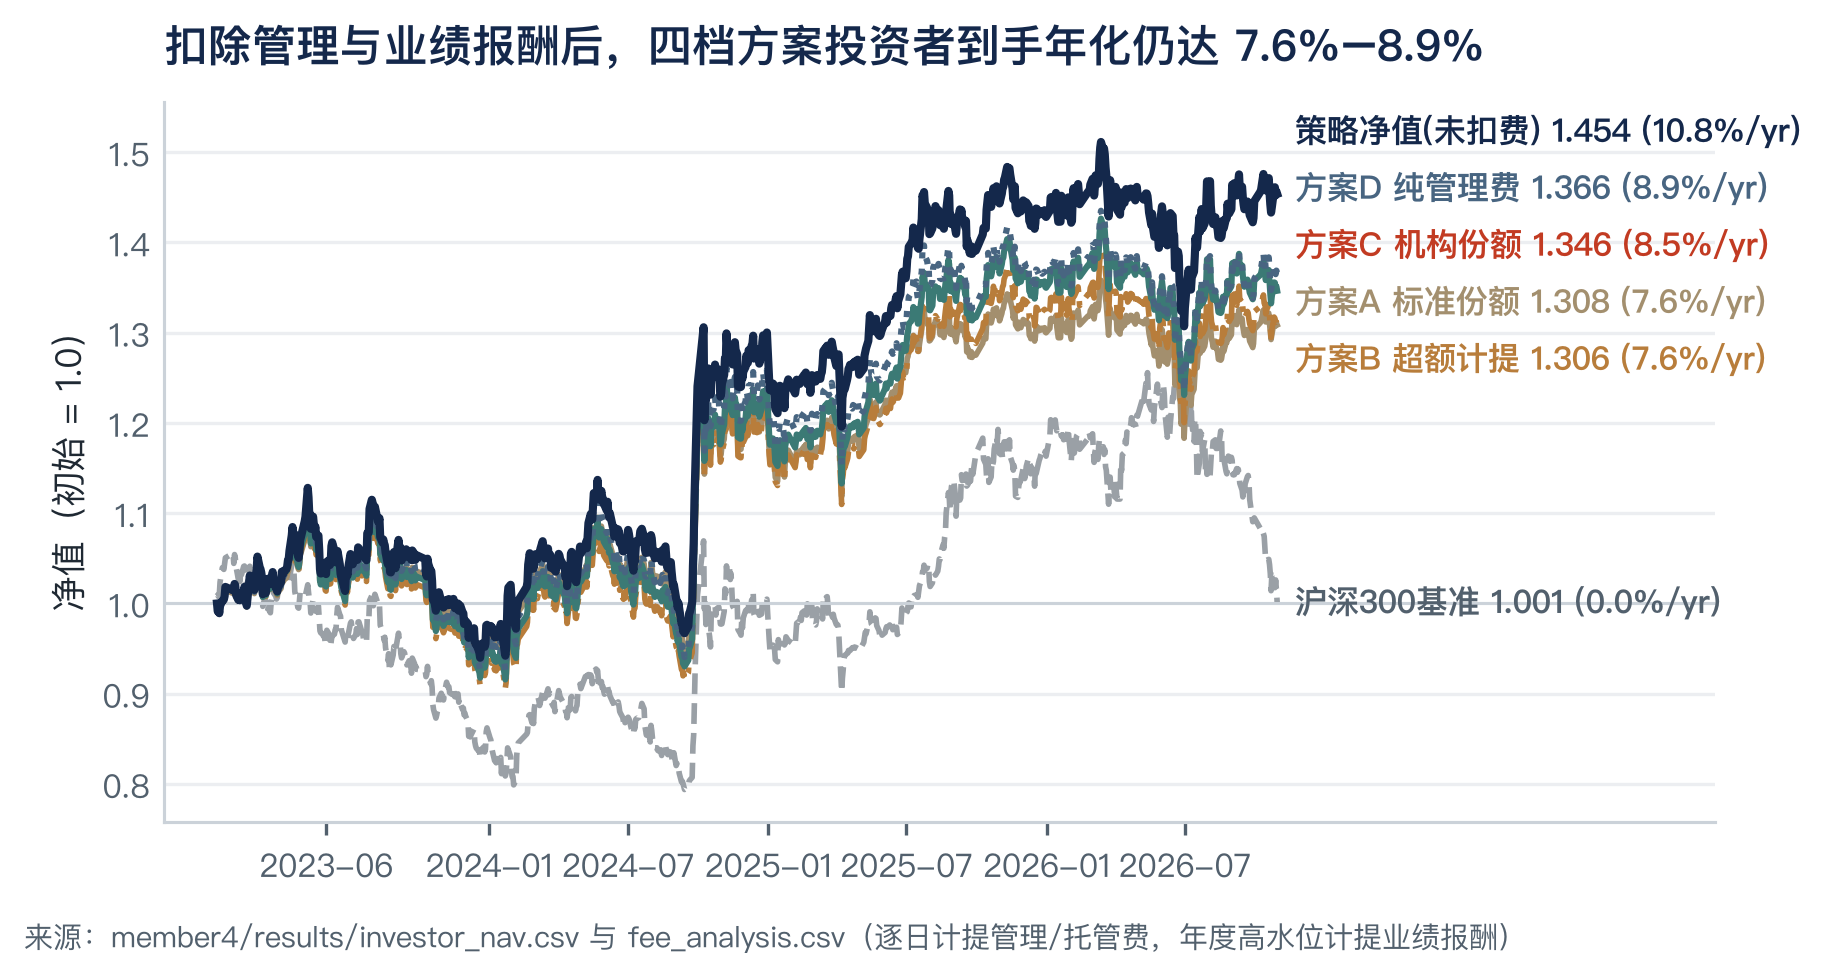 扣除管理与业绩报酬后，四档方案投资者到手年化仍达 7.6%—8.9%
策略净值(未扣费) 1.454 (10.8%/yr)
方案D 纯管理费 1.366 (8.9%/yr)
方案C 机构份额 1.346 (8.5%/yr)
方案A 标准份额 1.308 (7.6%/yr)
方案B 超额计提 1.306 (7.6%/yr)
沪深300基准 1.001 (0.0%/yr)
净值（初始 = 1.0）
1.5
1.4
1.3
1.2
1.1
1.0
0.9
0.8
2023–06 2024–01 2024–07 2025–01 2025–07 2026–01 2026–07
来源：member4/results/investor_nav.csv 与 fee_analysis.csv（逐日计提管理/托管费，年度高水位计提业绩报酬）